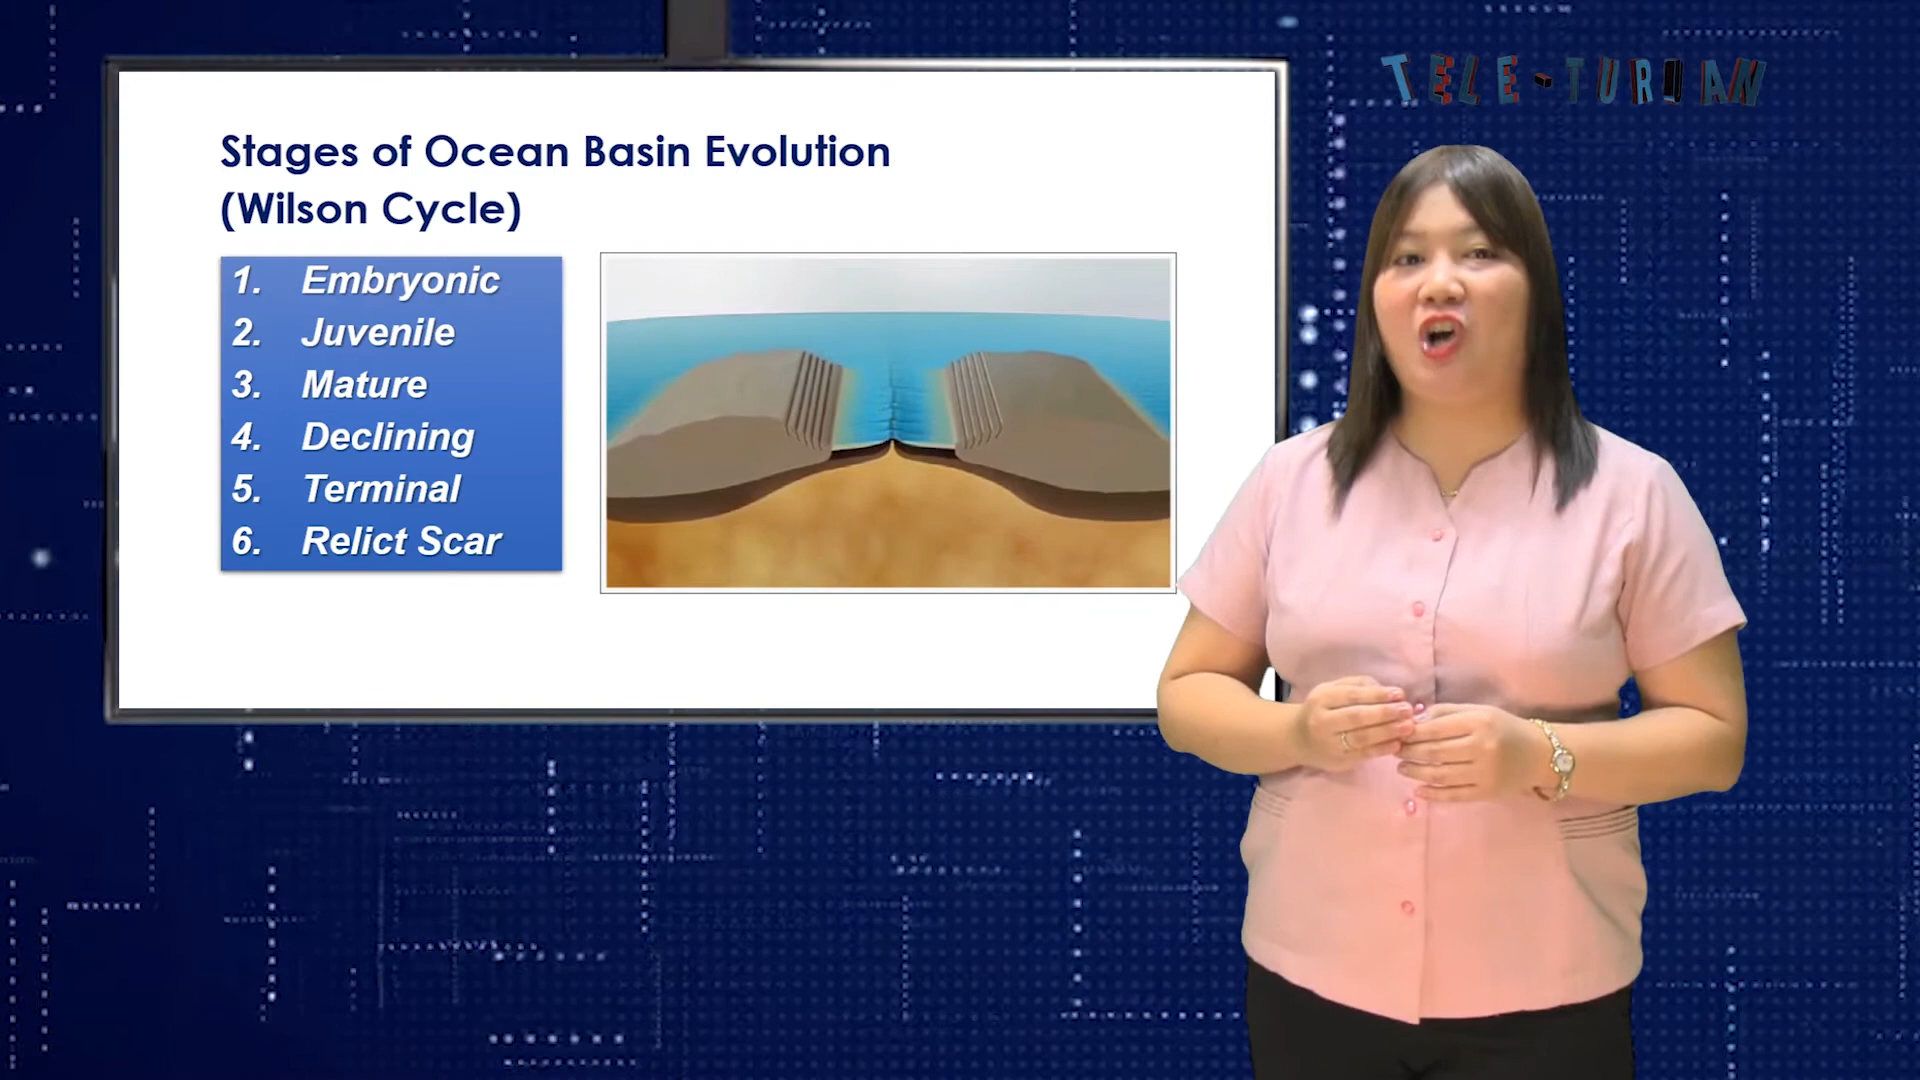 TELE-TURUAN
Stages of Ocean Basin Evolution
(Wilson Cycle)
1. Embryonic
2. Juvenile
3. Mature
4. Declining
5. Terminal
6. Relict Scar